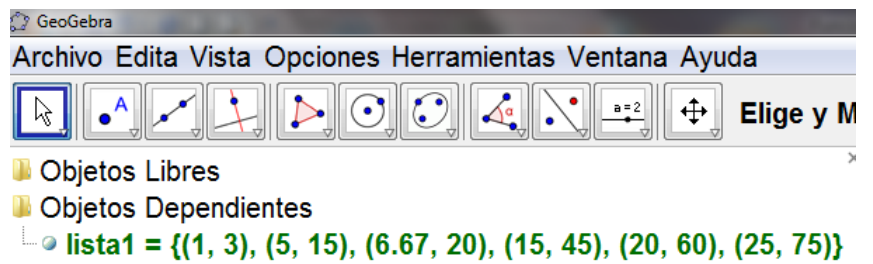 GeoGebra
Archivo Edita Vista Opciones Herramientas Ventana Ayuda
A α a=2 Elige y M
Objetos Libres
Objetos Dependientes
lista1 = {(1, 3), (5, 15), (6.67, 20), (15, 45), (20, 60), (25, 75)}